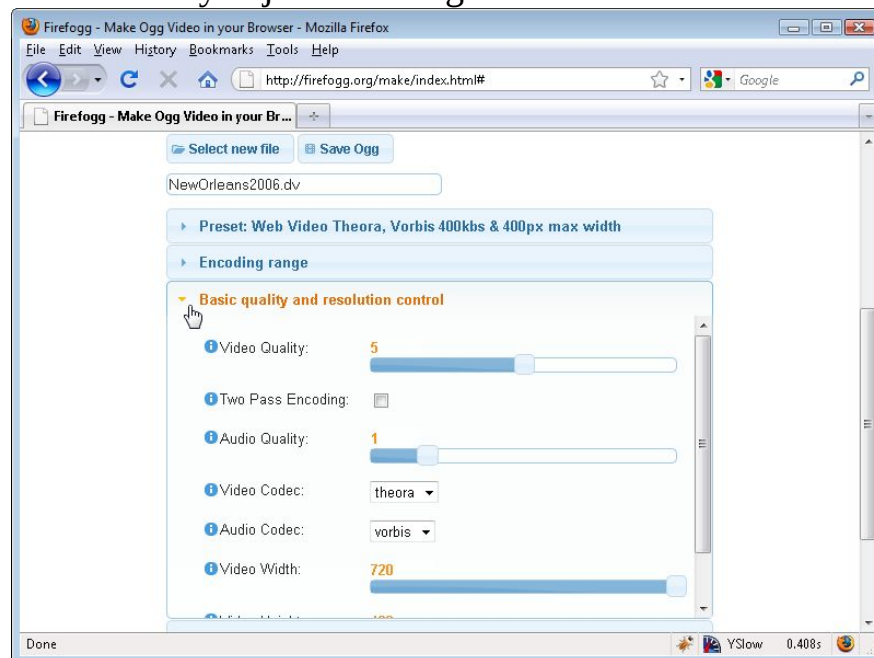 Firefogg - Make Ogg Video in your Browser - Mozilla Firefox
File Edit View History Bookmarks Tools Help
http://firefogg.org/make/index.html#
Google
Firefogg - Make Ogg Video in your Br...
Select new file Save Ogg
NewOrleans2006.dv
Preset: Web Video Theora, Vorbis 400kbs & 400px max width
Encoding range
Basic quality and resolution control
Video Quality: 5
Two Pass Encoding:
Audio Quality: 1
Video Codec: theora
Audio Codec: vorbis
Video Width: 720
Done YSlow 0.408s